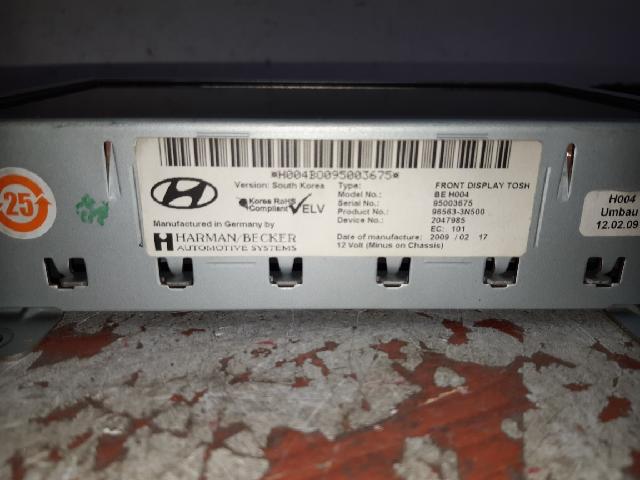 *H004BO095003675*
Version: South Korea
Korea RoHS
Compliant ELV
Manufactured in Germany by
HARMAN/BECKER
AUTOMOTIVE SYSTEMS
Type: FRONT DISPLAY TOSH
Model No.: BE H004
Serial No.: 95003675
Product No.: 96563-3N500
Device No.: 2047985
EC: 101
Date of manufacture: 2009 / 02 17
12 Volt (Minus on Chassis)
25
H004
Umbau
12.02.09